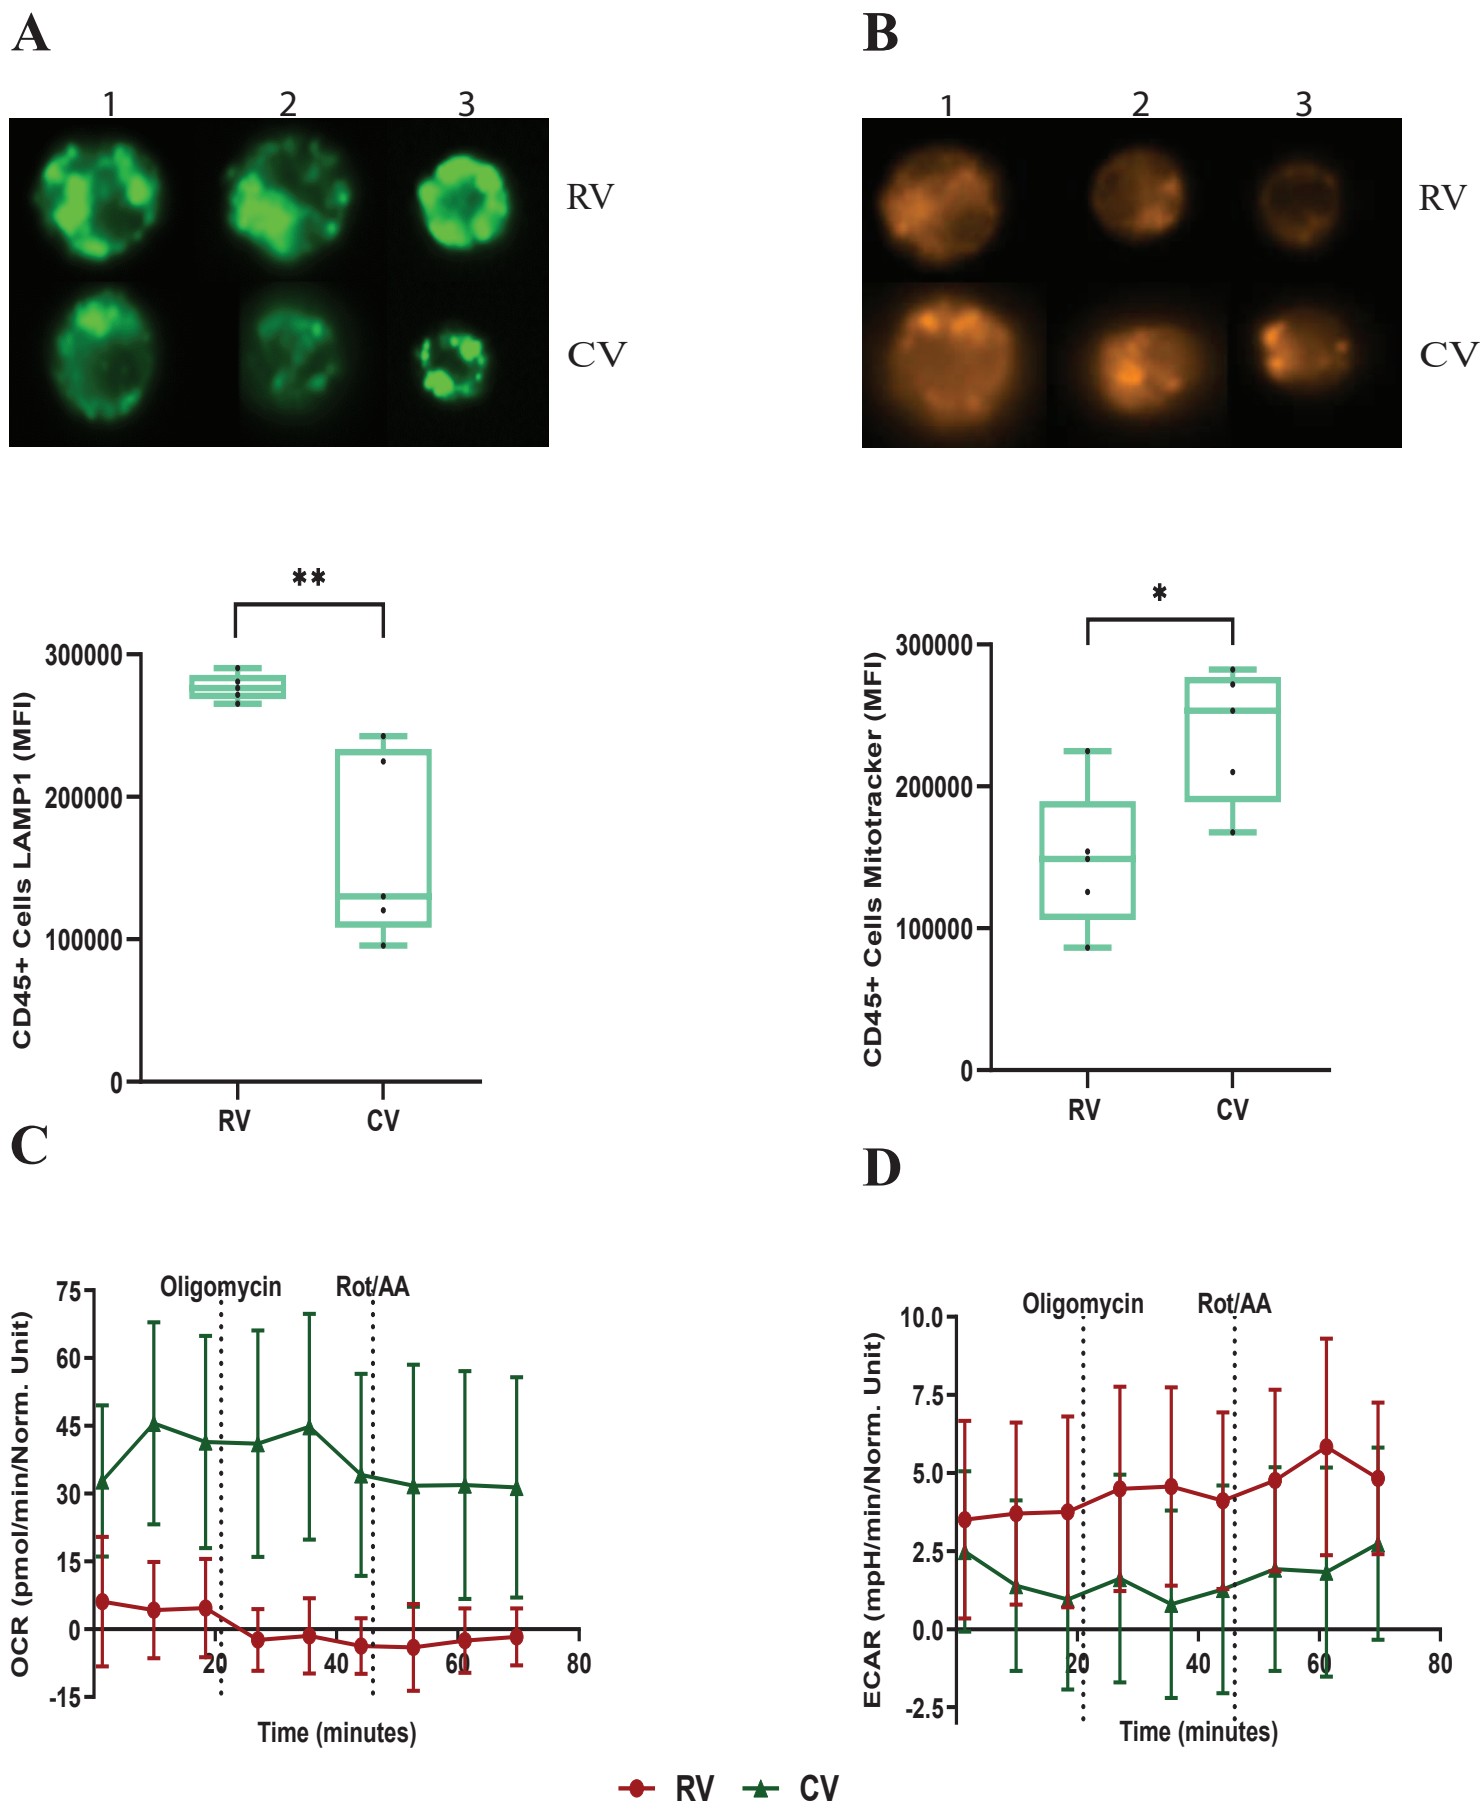 A
B
1 2 3
1 2 3
RV
RV
CV
CV
**
*
CD45+ Cells LAMP1 (MFI)
300000
200000
100000
0
RV CV
CD45+ Cells Mitotracker (MFI)
300000
200000
100000
0
RV CV
C
D
Oligomycin Rot/AA
OCR (pmol/min/Norm. Unit)
75
60
45
30
15
0
-15
20 40 60 80
Time (minutes)
Oligomycin Rot/AA
ECAR (mpH/min/Norm. Unit)
10.0
7.5
5.0
2.5
0.0
-2.5
20 40 60 80
Time (minutes)
RV CV